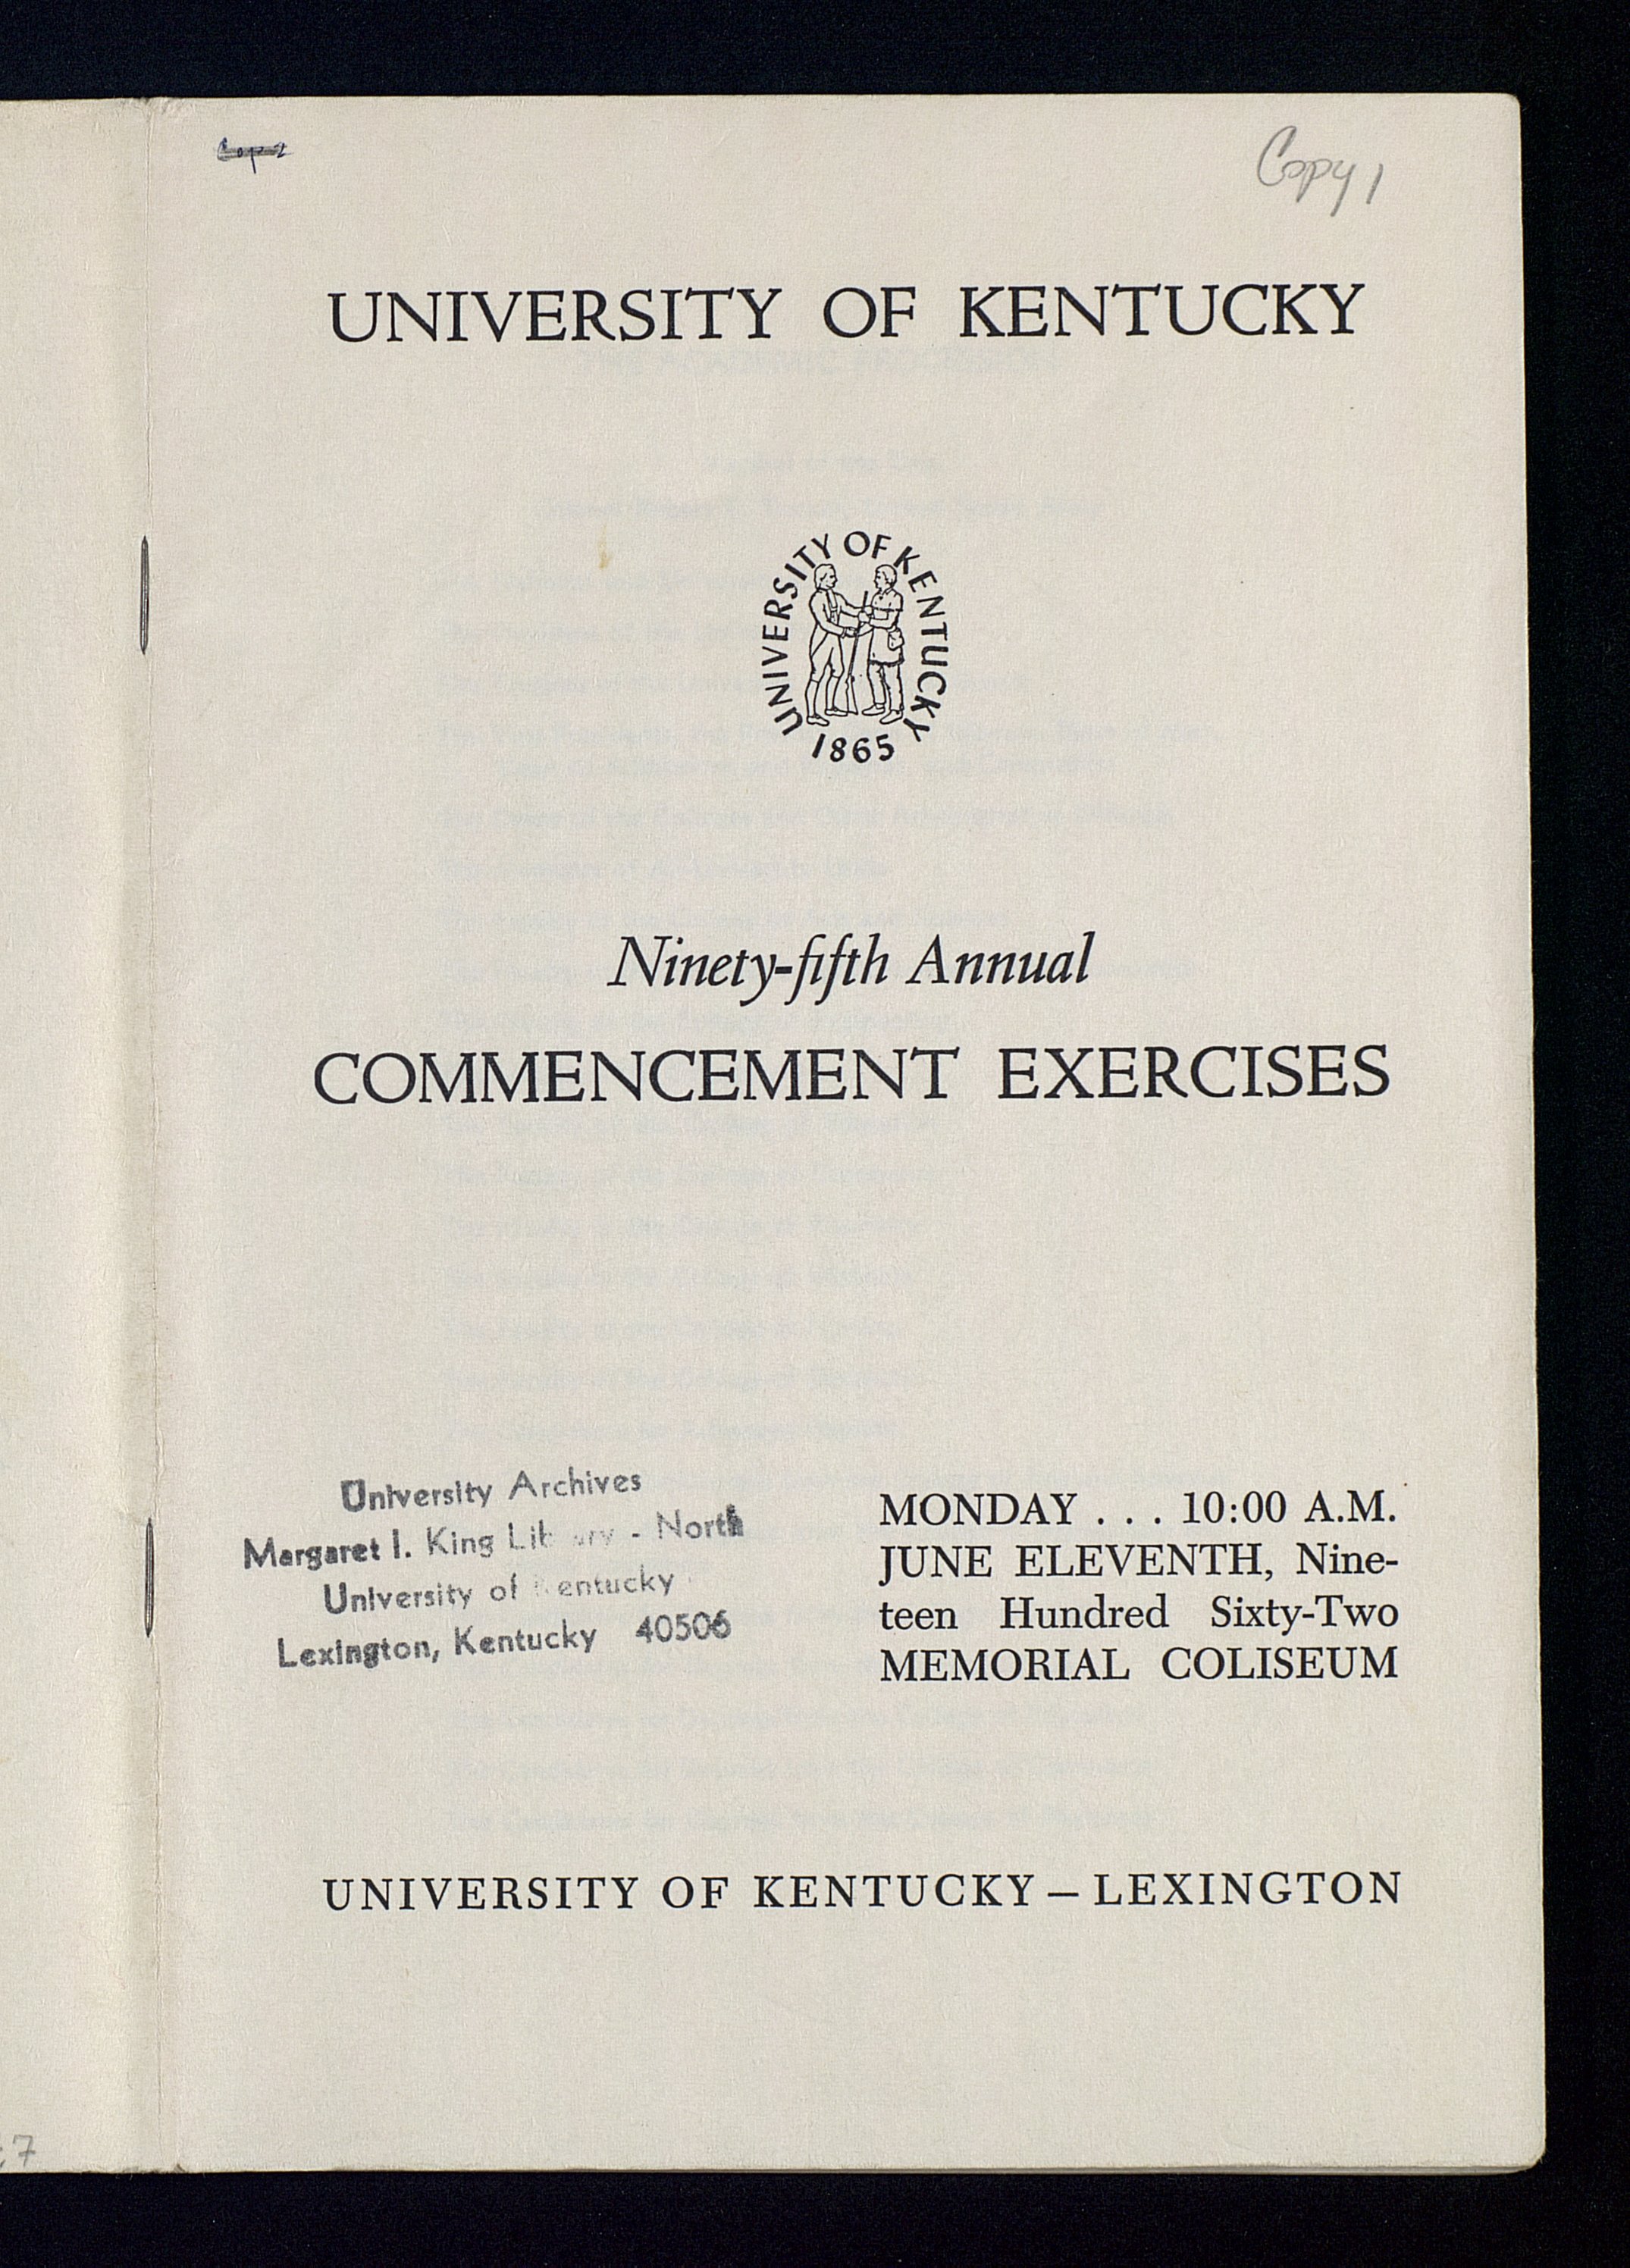 Copy 1
UNIVERSITY OF KENTUCKY
UNIVERSITY OF KENTUCKY
1865
Ninety-fifth Annual
COMMENCEMENT EXERCISES
University Archives
Margaret I. King Library - North
University of Kentucky
Lexington, Kentucky 40506
MONDAY . . . 10:00 A.M.
JUNE ELEVENTH, Nine-
teen Hundred Sixty-Two
MEMORIAL COLISEUM
UNIVERSITY OF KENTUCKY — LEXINGTON